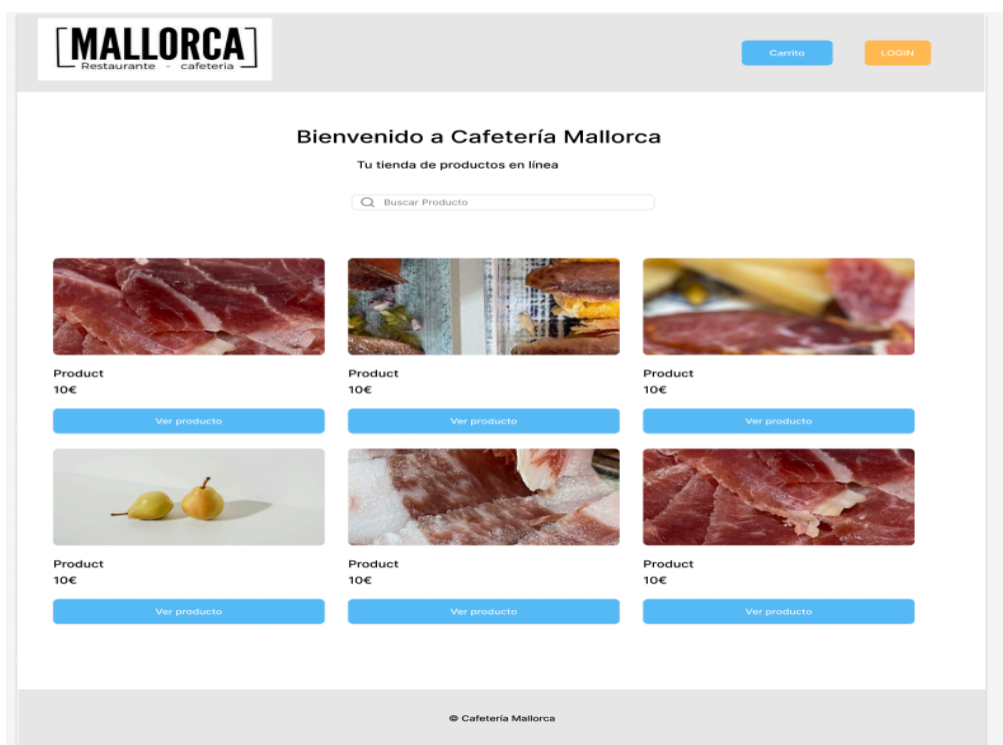 [MALLORCA]
Restaurante - cafeteria
Carrito
LOGIN
Bienvenido a Cafetería Mallorca
Tu tienda de productos en línea
Buscar Producto
Product
10€
Ver producto
Product
10€
Ver producto
Product
10€
Ver producto
Product
10€
Ver producto
Product
10€
Ver producto
Product
10€
Ver producto
© Cafetería Mallorca